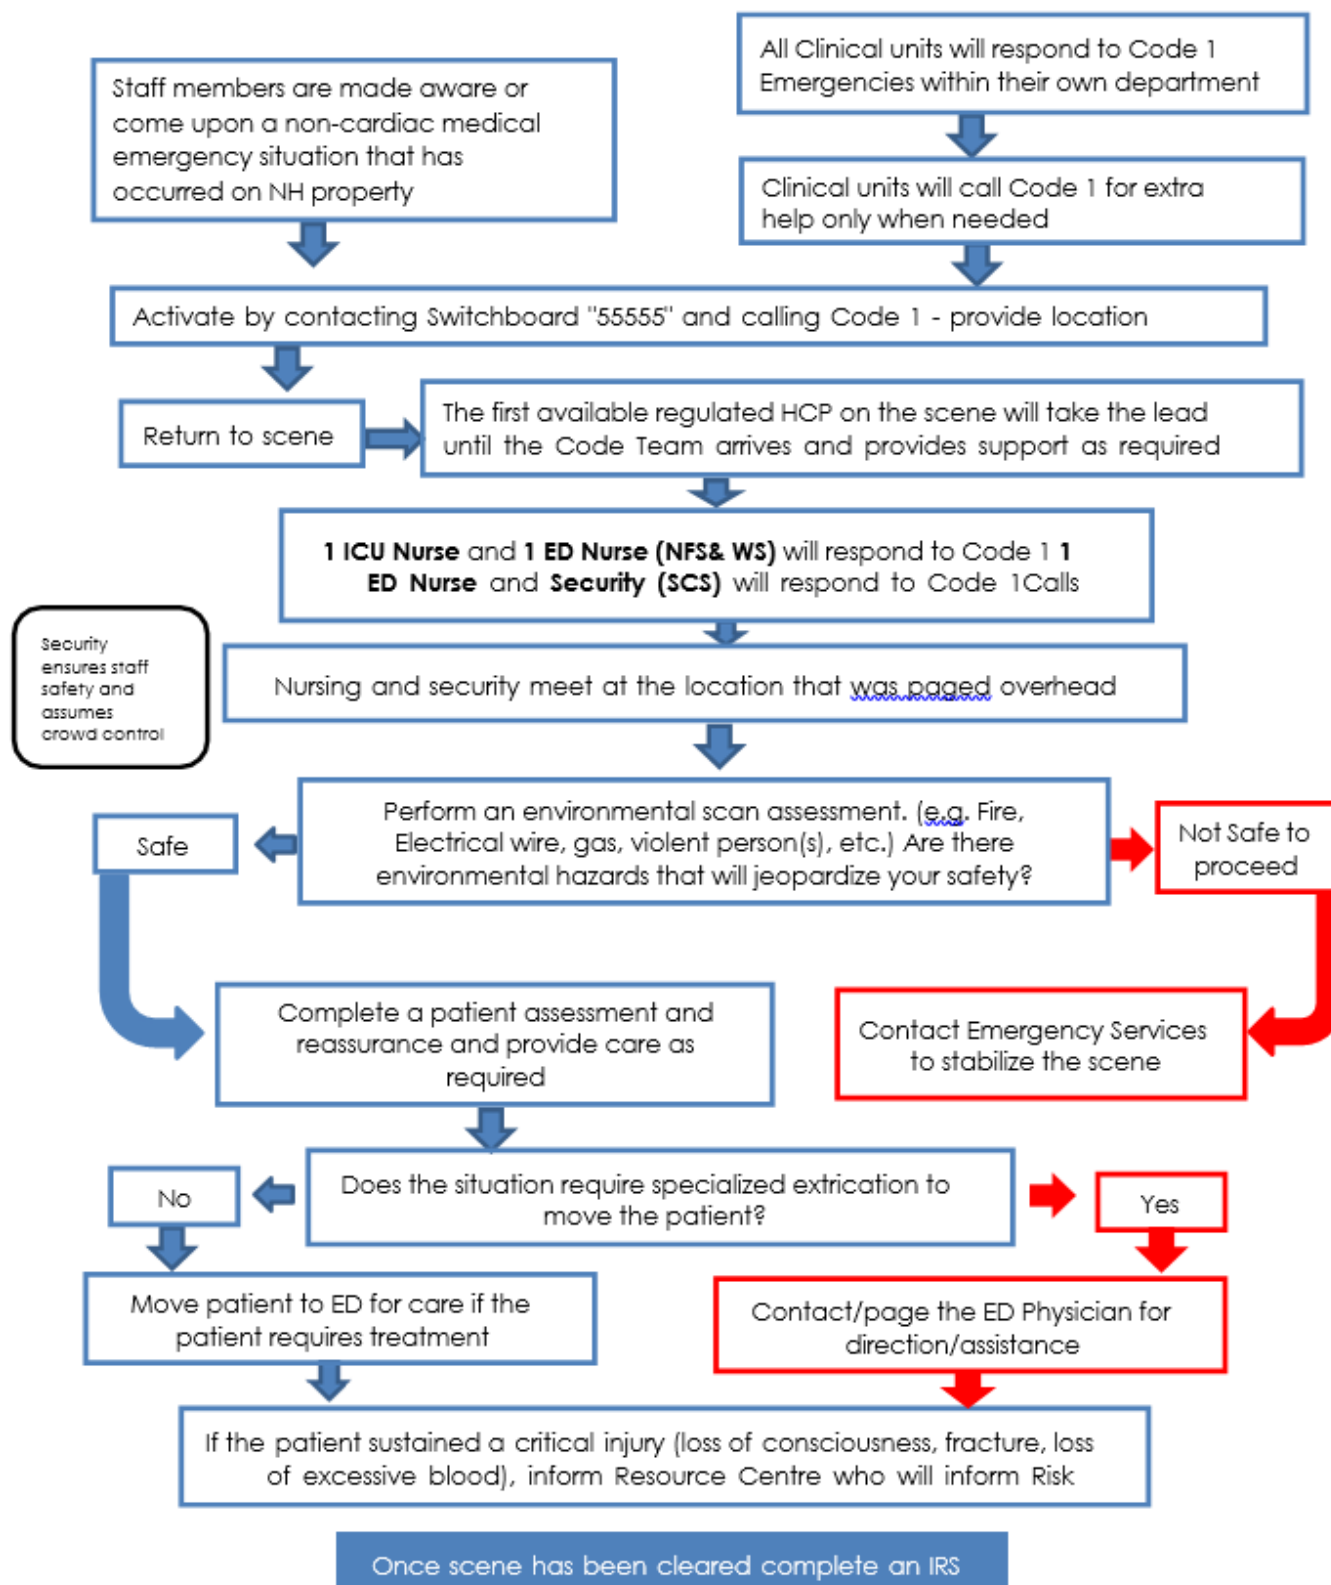 All Clinical units will respond to Code 1
Emergencies within their own department
Staff members are made aware or
come upon a non-cardiac medical
emergency situation that has
occurred on NH property
Clinical units will call Code 1 for extra
help only when needed
Activate by contacting Switchboard "55555" and calling Code 1 - provide location
Return to scene
The first available regulated HCP on the scene will take the lead
until the Code Team arrives and provides support as required
1 ICU Nurse and 1 ED Nurse (NFS& WS) will respond to Code 1 1
ED Nurse and Security (SCS) will respond to Code 1Calls
Security
ensures staff
safety and
assumes
crowd control
Nursing and security meet at the location that was paged overhead
Perform an environmental scan assessment. (e.g. Fire,
Electrical wire, gas, violent person(s), etc.) Are there
environmental hazards that will jeopardize your safety?
Safe
Not Safe to
proceed
Complete a patient assessment and
reassurance and provide care as
required
Contact Emergency Services
to stabilize the scene
Does the situation require specialized extrication to
move the patient?
No
Yes
Move patient to ED for care if the
patient requires treatment
Contact/page the ED Physician for
direction/assistance
If the patient sustained a critical injury (loss of consciousness, fracture, loss
of excessive blood), inform Resource Centre who will inform Risk
Once scene has been cleared complete an IRS